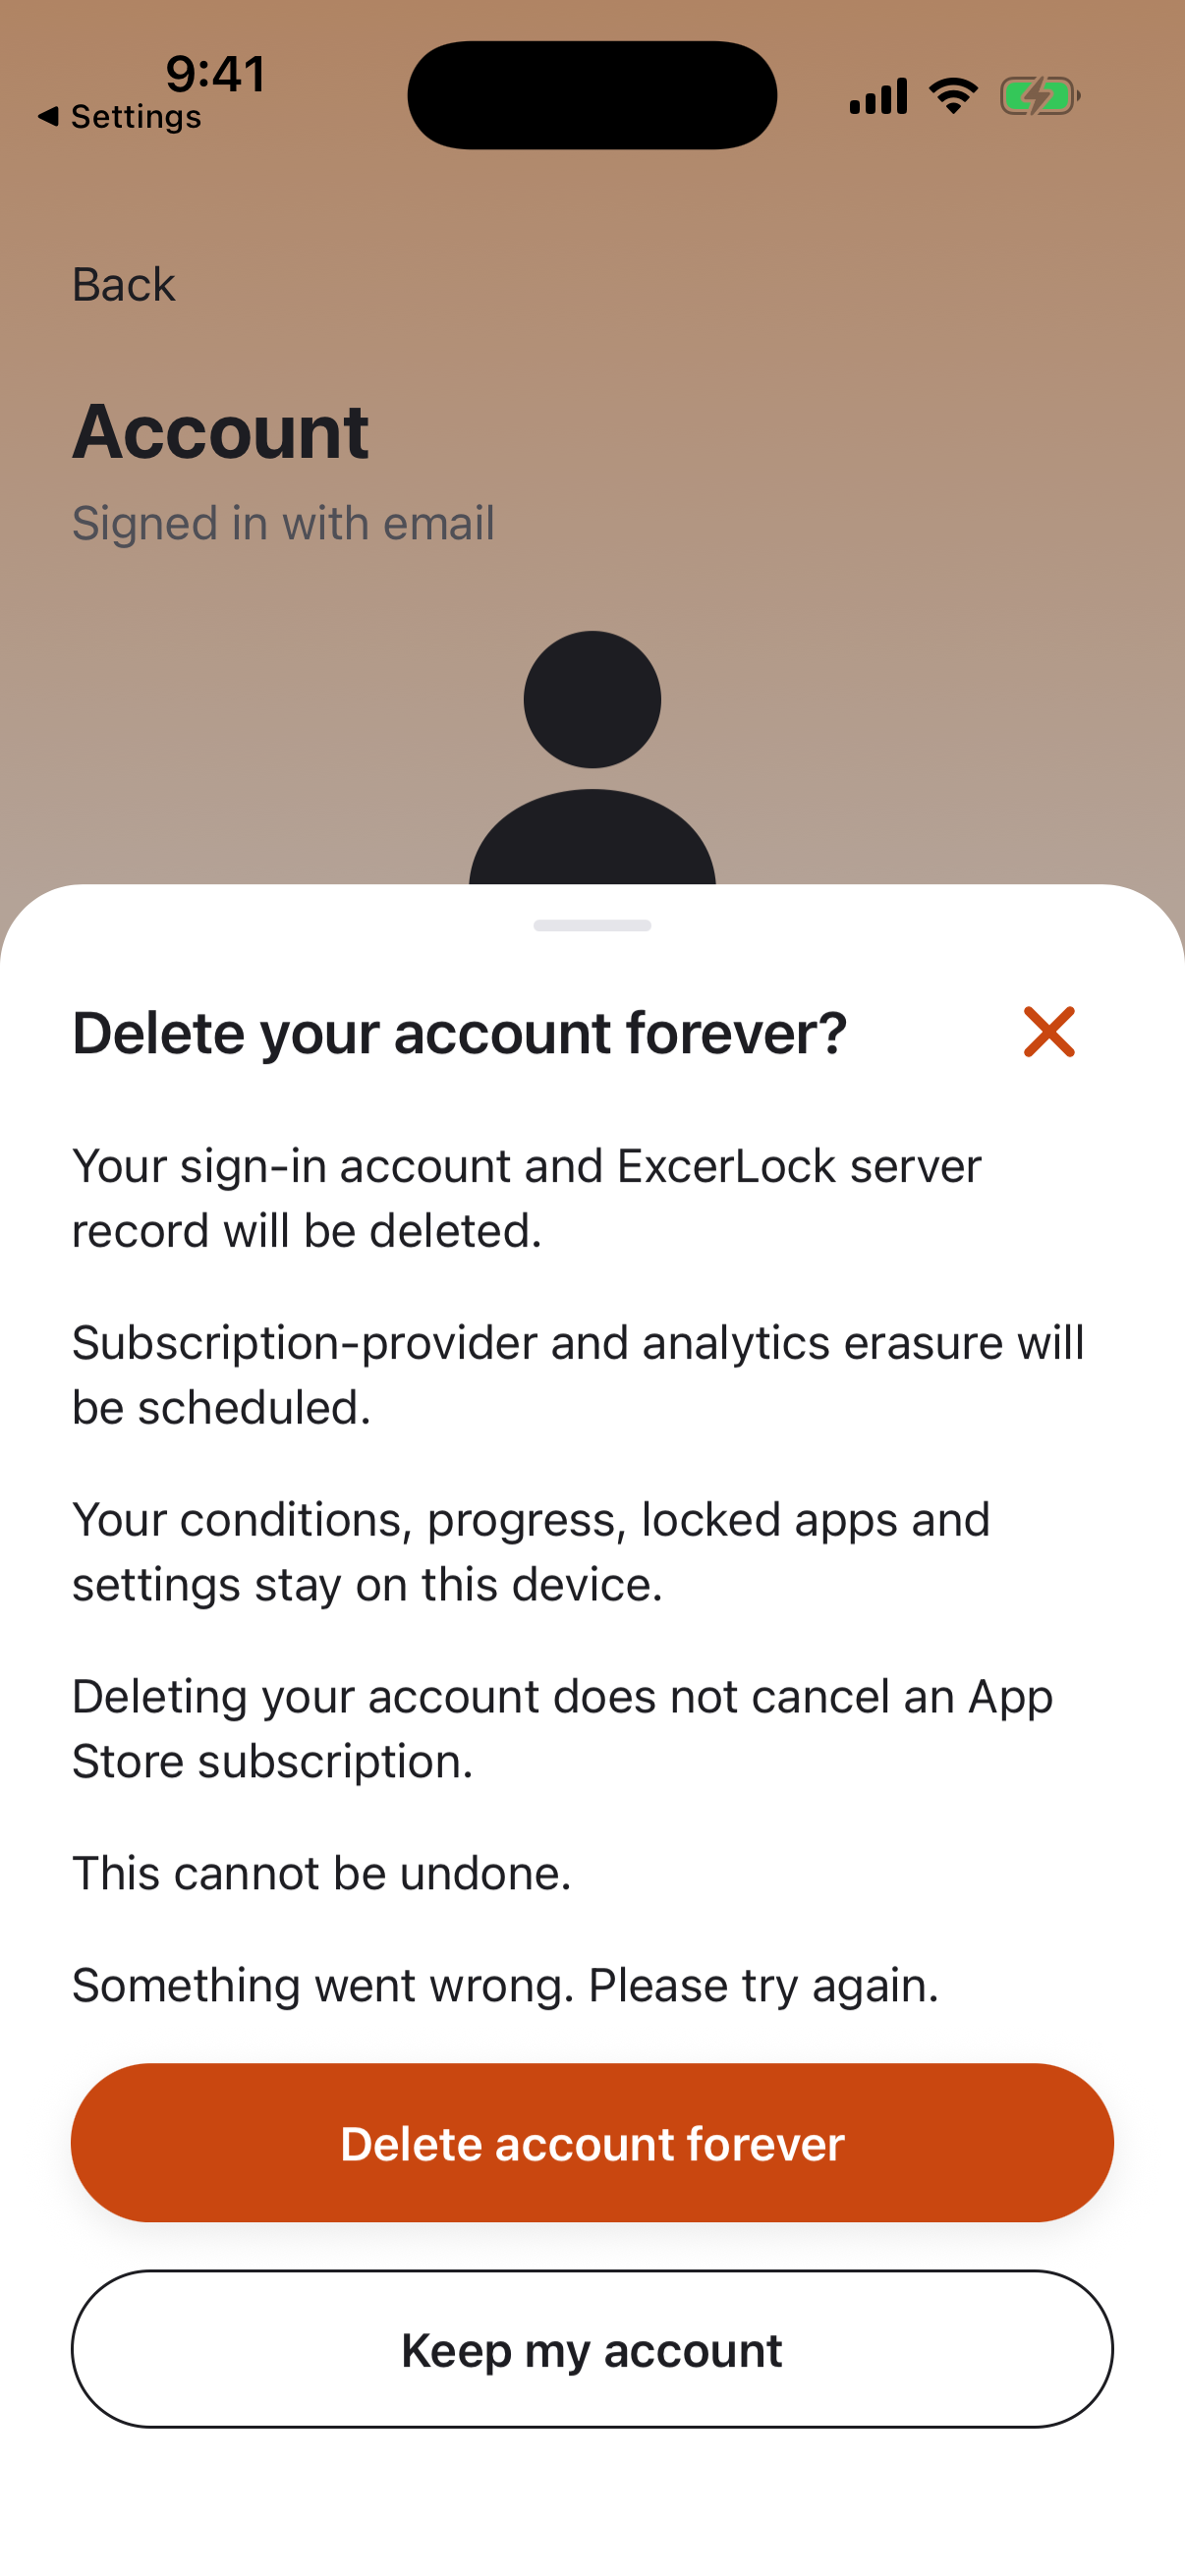 9:41
◀ Settings
Back
Account
Signed in with email
Delete your account forever?
Your sign-in account and ExcerLock server
record will be deleted.
Subscription-provider and analytics erasure will
be scheduled.
Your conditions, progress, locked apps and
settings stay on this device.
Deleting your account does not cancel an App
Store subscription.
This cannot be undone.
Something went wrong. Please try again.
Delete account forever
Keep my account